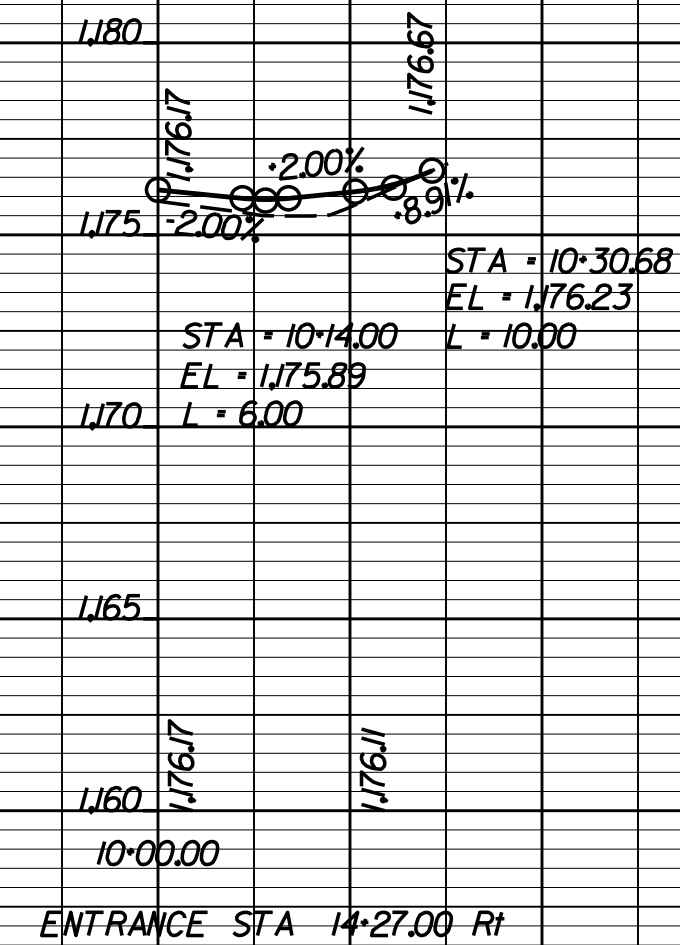 1,180
1,176.17
1,176.67
+2.00%
-2.00%
+8.91%
1,175
STA = 10+30.68
EL = 1,176.23
L = 10.00
STA = 10+14.00
EL = 1,175.89
L = 6.00
1,170
1,165
1,176.17
1,176.11
1,160
10+00.00
ENTRANCE STA 14+27.00 Rt